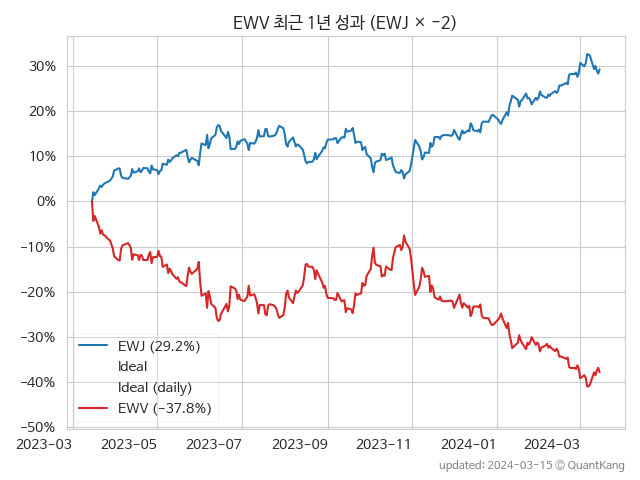 EWV 최근 1년 성과 (EWJ × -2)
30%
20%
10%
0%
−10%
−20%
−30%
−40%
−50%
EWJ (29.2%)
Ideal
Ideal (daily)
EWV (−37.8%)
2023-03 2023-05 2023-07 2023-09 2023-11 2024-01 2024-03
updated: 2024-03-15 © QuantKang